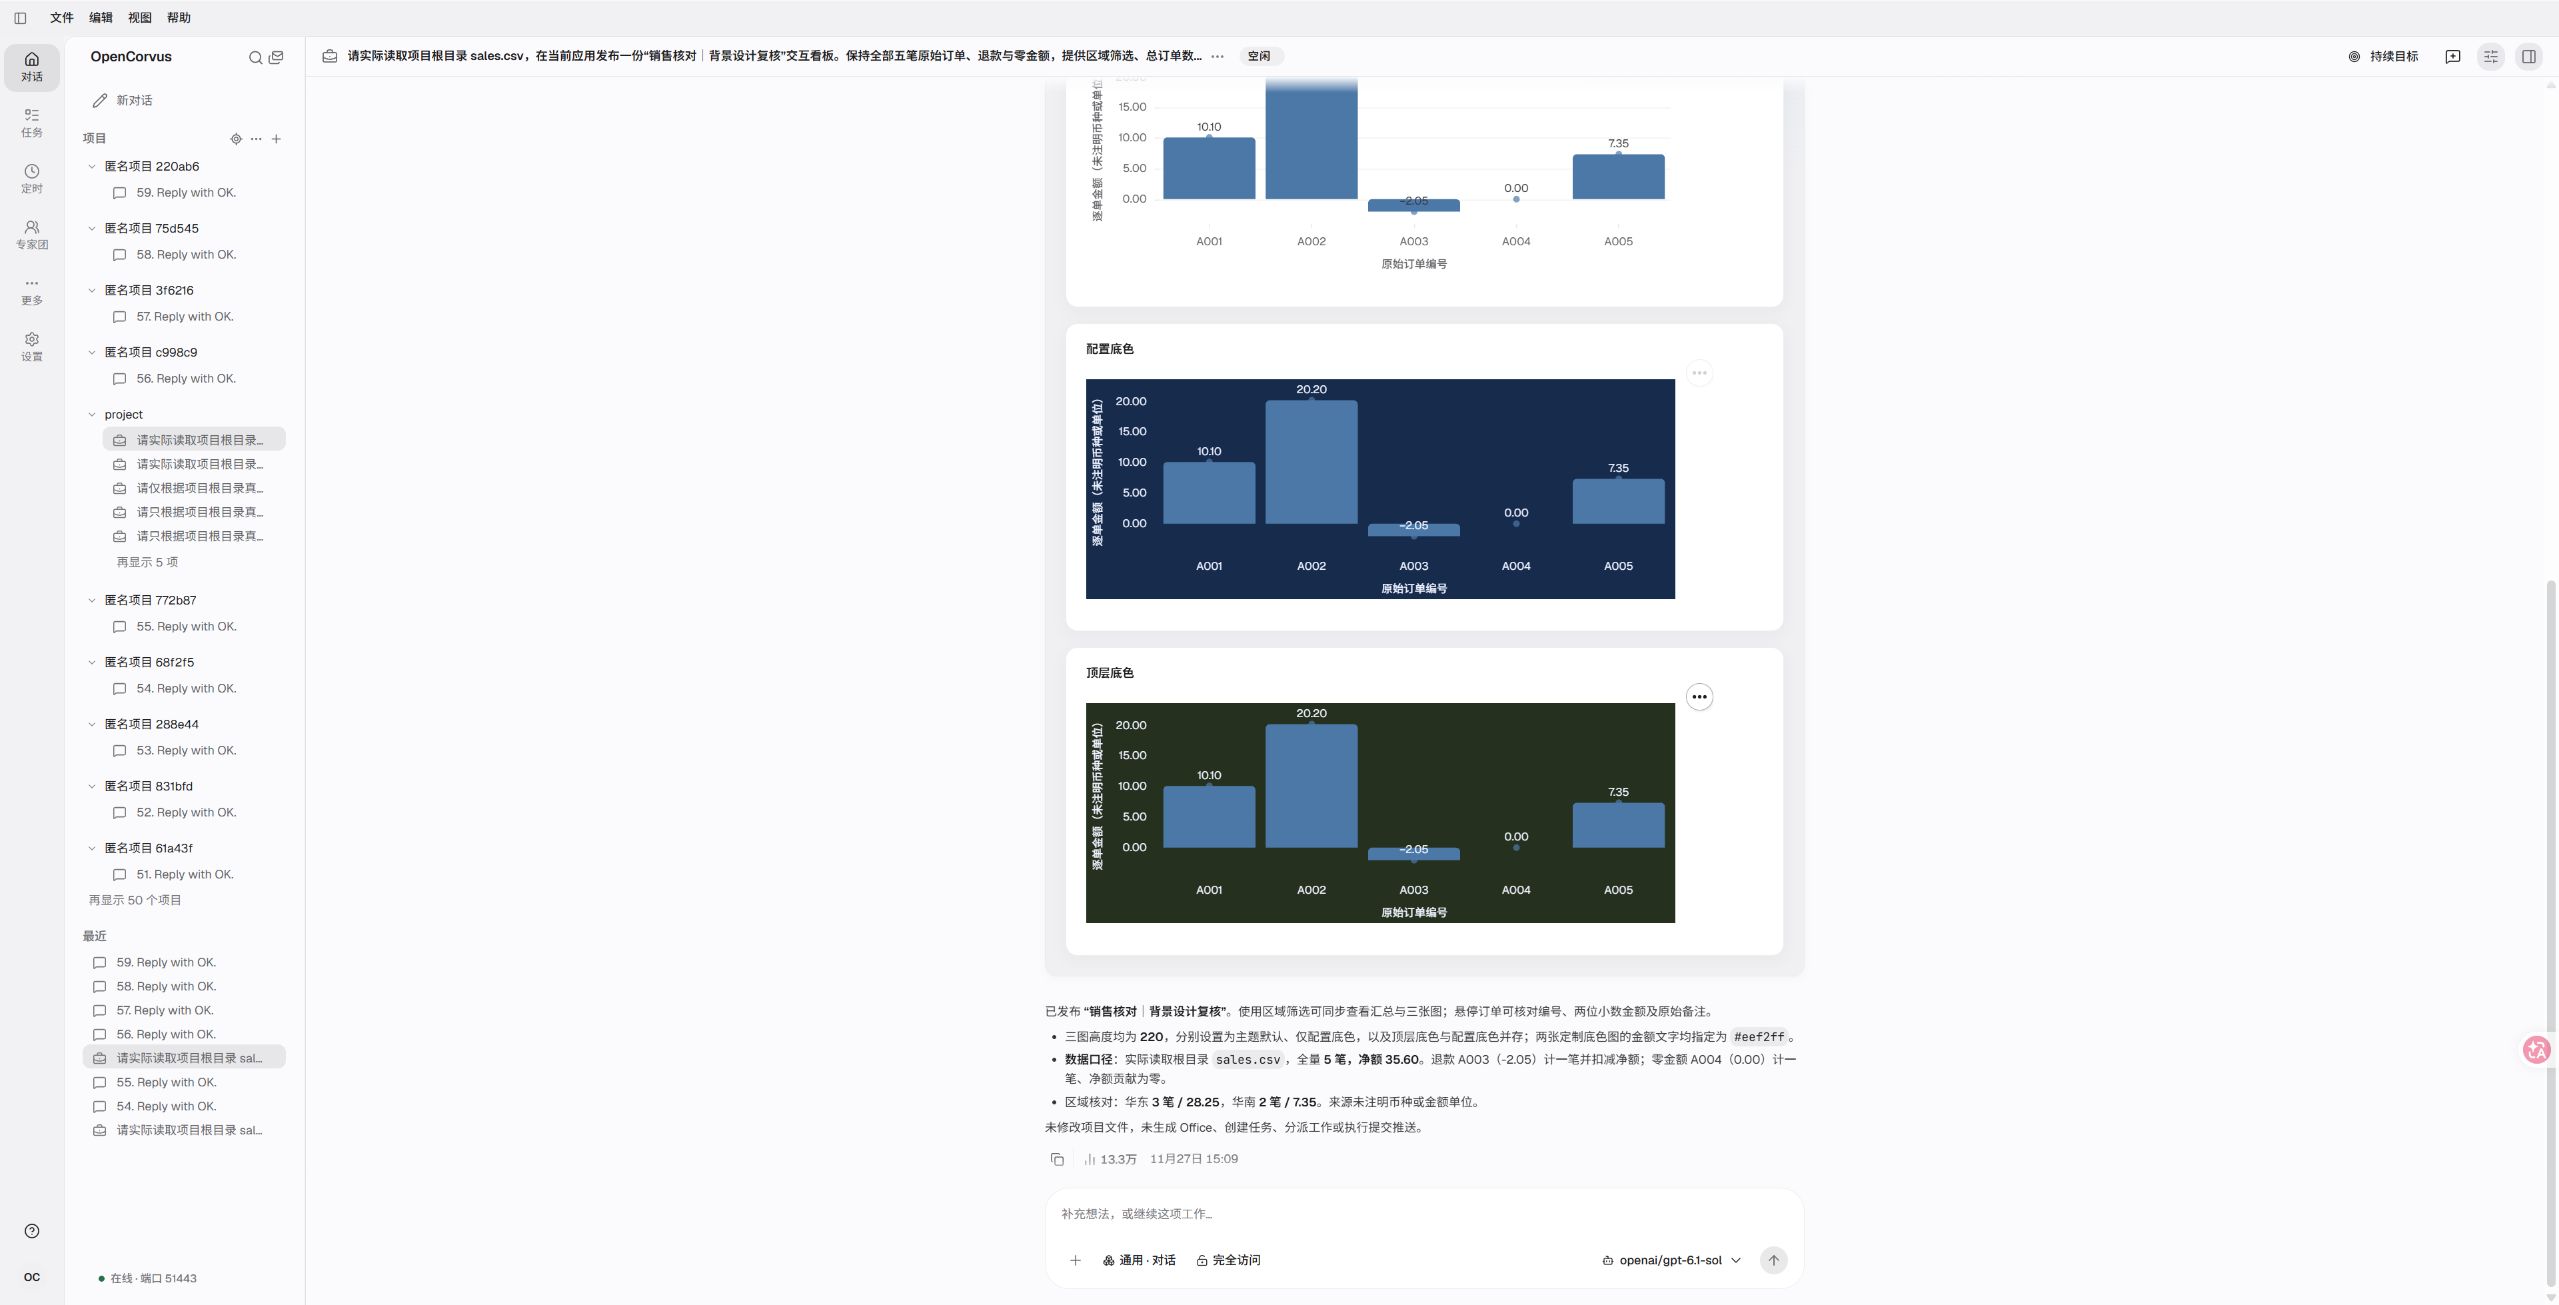 文件 编辑 视图 帮助
对话
任务
定时
专家团
更多
设置
OC
OpenCorvus
新对话
项目
匿名项目 220ab6
59. Reply with OK.
匿名项目 75d545
58. Reply with OK.
匿名项目 3f6216
57. Reply with OK.
匿名项目 c998c9
56. Reply with OK.
project
请实际读取项目根目录...
请实际读取项目根目录...
请仅根据项目根目录真...
请只根据项目根目录真...
请只根据项目根目录真...
再显示 5 项
匿名项目 772b87
55. Reply with OK.
匿名项目 68f2f5
54. Reply with OK.
匿名项目 288e44
53. Reply with OK.
匿名项目 831bfd
52. Reply with OK.
匿名项目 61a43f
51. Reply with OK.
再显示 50 个项目
最近
59. Reply with OK.
58. Reply with OK.
57. Reply with OK.
56. Reply with OK.
请实际读取项目根目录 sal...
55. Reply with OK.
54. Reply with OK.
请实际读取项目根目录 sal...
在线 · 端口 51443
请实际读取项目根目录 sales.csv，在当前应用发布一份“销售核对｜背景设计复核”交互看板。保持全部五笔原始订单、退款与零金额，提供区域筛选、总订单数... 空闲
持续目标
逐单金额（未注明币种或单位
15.00
10.00
5.00
0.00
10.10
−2.05
0.00
7.35
A001 A002 A003 A004 A005
原始订单编号
配置底色
逐单金额（未注明币种或单位）
20.00
15.00
10.00
5.00
0.00
10.10
20.20
−2.05
0.00
7.35
A001 A002 A003 A004 A005
原始订单编号
顶层底色
逐单金额（未注明币种或单位）
20.00
15.00
10.00
5.00
0.00
10.10
20.20
−2.05
0.00
7.35
A001 A002 A003 A004 A005
原始订单编号
已发布 “销售核对｜背景设计复核”。使用区域筛选可同步查看汇总与三张图；悬停订单可核对编号、两位小数金额及原始备注。
• 三图高度均为 220，分别设置为主题默认、仅配置底色，以及顶层底色与配置底色并存；两张定制底色图的金额文字均指定为 #eef2ff。
• 数据口径：实际读取根目录 sales.csv，全量 5 笔，净额 35.60。退款 A003（-2.05）计一笔并扣减净额；零金额 A004（0.00）计一
笔、净额贡献为零。
• 区域核对：华东 3 笔 / 28.25，华南 2 笔 / 7.35。来源未注明币种或金额单位。
未修改项目文件，未生成 Office、创建任务、分派工作或执行提交推送。
13.3万 11月27日 15:09
补充想法，或继续这项工作...
通用 · 对话 完全访问 openai/gpt-6.1-sol